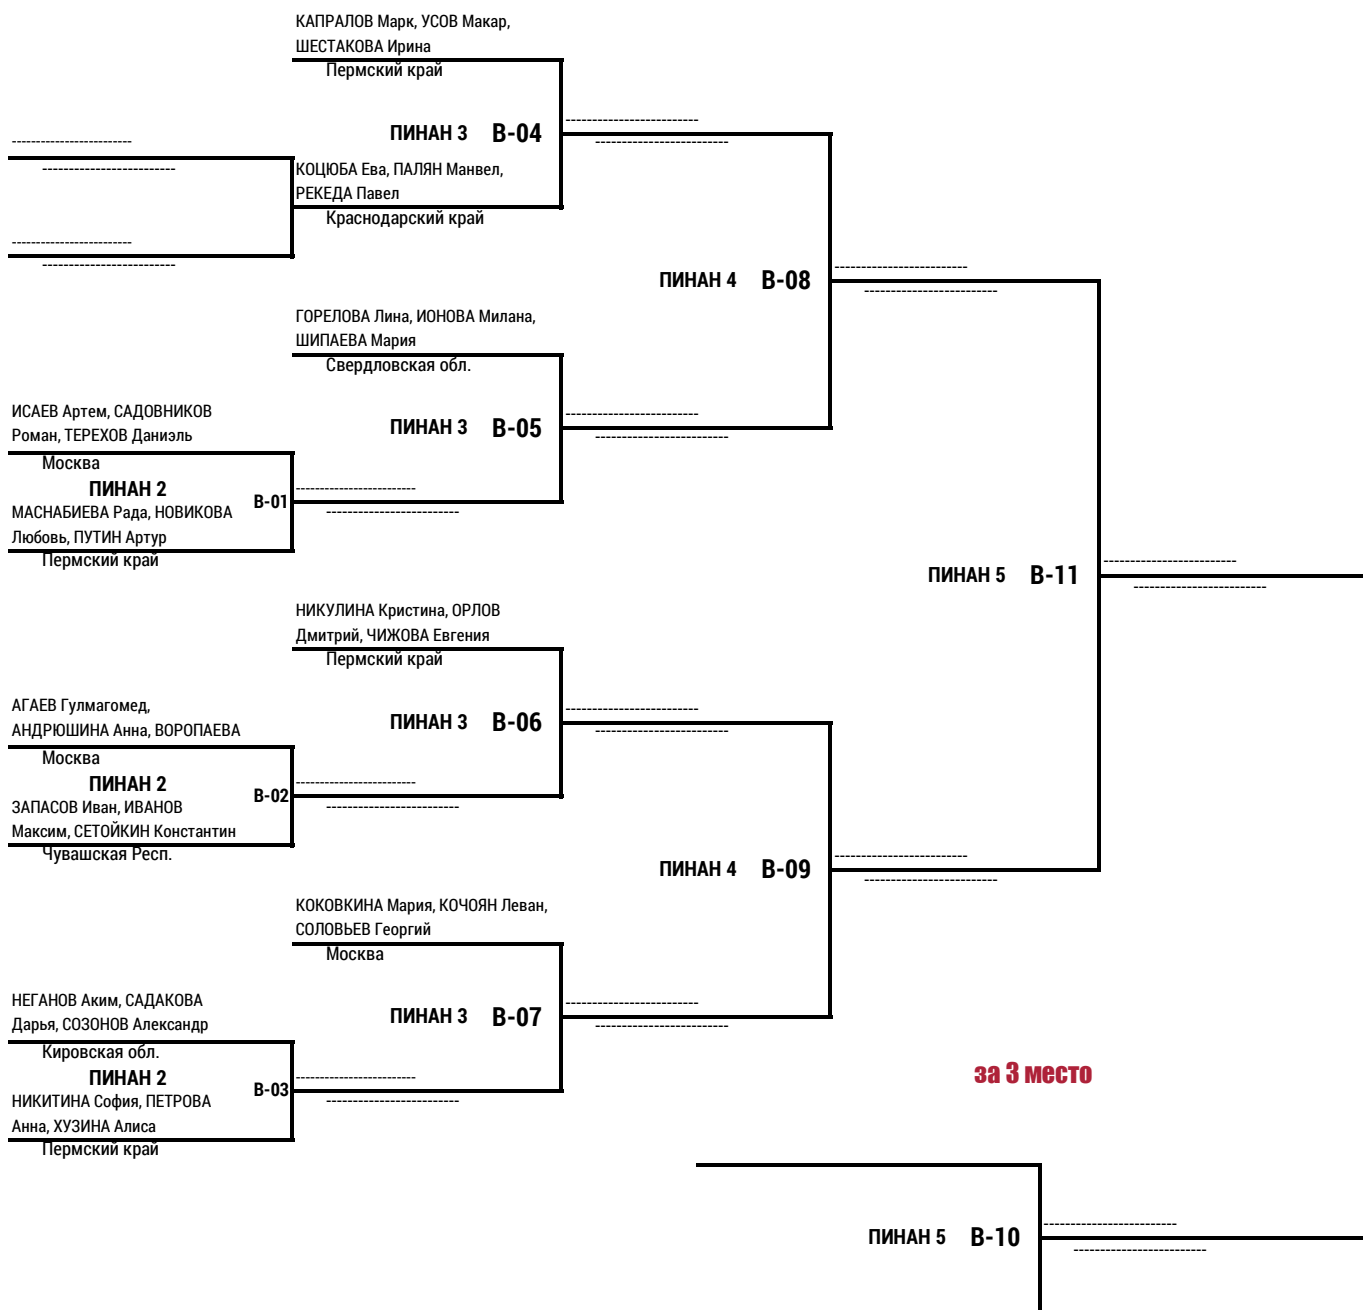 КАПРАЛОВ Марк, УСОВ Макар,
ШЕСТАКОВА Ирина
Пермский край
ПИНАН 3 B-04
-------------------------
-------------------------
-------------------------
-------------------------
КОЦЮБА Ева, ПАЛЯН Манвел,
РЕКЕДА Павел
Краснодарский край
-------------------------
-------------------------
ПИНАН 4 B-08
-------------------------
-------------------------
ГОРЕЛОВА Лина, ИОНОВА Милана,
ШИПАЕВА Мария
Свердловская обл.
ПИНАН 3 B-05
-------------------------
-------------------------
ИСАЕВ Артем, САДОВНИКОВ
Роман, ТЕРЕХОВ Даниэль
Москва
ПИНАН 2
B-01
-------------------------
-------------------------
МАСНАБИЕВА Рада, НОВИКОВА
Любовь, ПУТИН Артур
Пермский край
ПИНАН 5 B-11
-------------------------
-------------------------
НИКУЛИНА Кристина, ОРЛОВ
Дмитрий, ЧИЖОВА Евгения
Пермский край
ПИНАН 3 B-06
-------------------------
-------------------------
АГАЕВ Гулмагомед,
АНДРЮШИНА Анна, ВОРОПАЕВА
Москва
ПИНАН 2
B-02
-------------------------
-------------------------
ЗАПАСОВ Иван, ИВАНОВ
Максим, СЕТОЙКИН Константин
Чувашская Респ.
ПИНАН 4 B-09
-------------------------
-------------------------
КОКОВКИНА Мария, КОЧОЯН Леван,
СОЛОВЬЕВ Георгий
Москва
ПИНАН 3 B-07
-------------------------
-------------------------
НЕГАНОВ Аким, САДАКОВА
Дарья, СОЗОНОВ Александр
Кировская обл.
ПИНАН 2
B-03
-------------------------
-------------------------
НИКИТИНА София, ПЕТРОВА
Анна, ХУЗИНА Алиса
Пермский край
за 3 место
ПИНАН 5 B-10
-------------------------
-------------------------